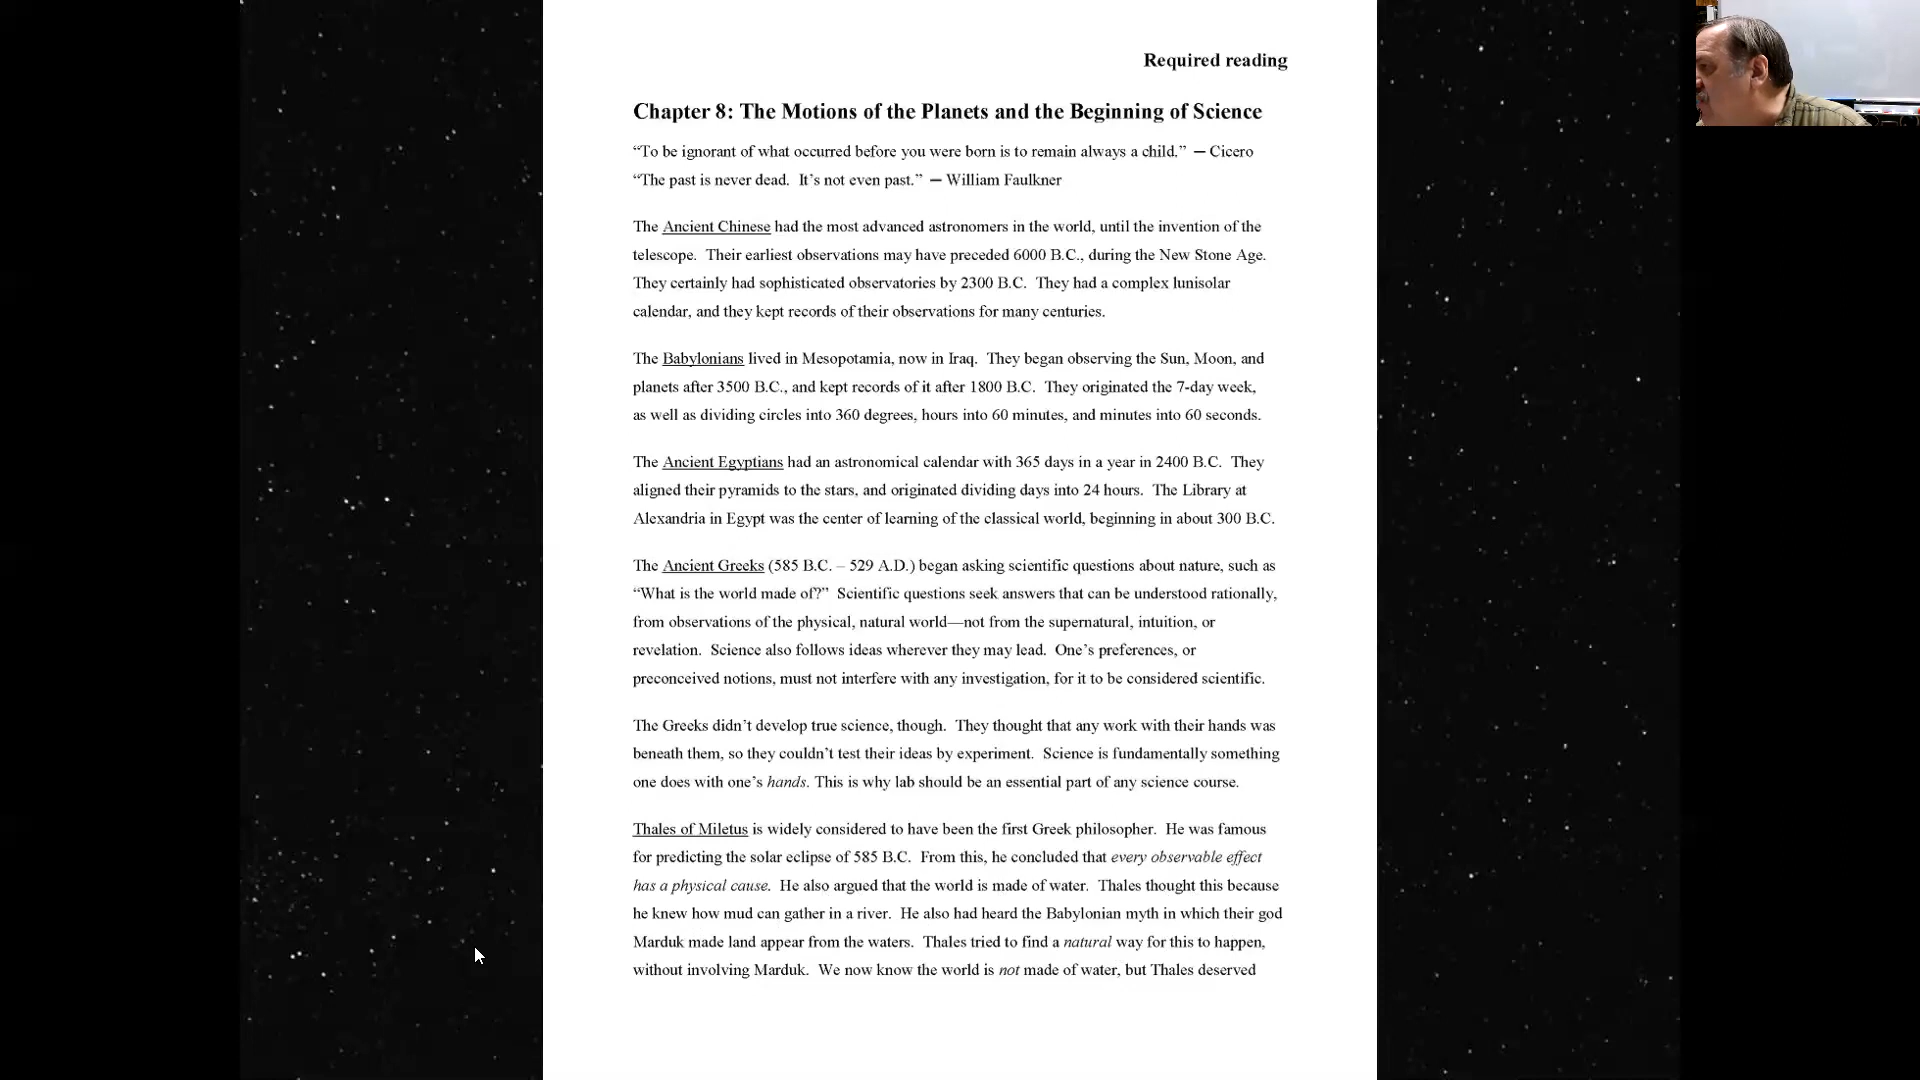 Required reading
Chapter 8: The Motions of the Planets and the Beginning of Science
“To be ignorant of what occurred before you were born is to remain always a child.” — Cicero
“The past is never dead.  It’s not even past.” — William Faulkner
The Ancient Chinese had the most advanced astronomers in the world, until the invention of the
telescope.  Their earliest observations may have preceded 6000 B.C., during the New Stone Age.
They certainly had sophisticated observatories by 2300 B.C.  They had a complex lunisolar
calendar, and they kept records of their observations for many centuries.
The Babylonians lived in Mesopotamia, now in Iraq.  They began observing the Sun, Moon, and
planets after 3500 B.C., and kept records of it after 1800 B.C.  They originated the 7-day week,
as well as dividing circles into 360 degrees, hours into 60 minutes, and minutes into 60 seconds.
The Ancient Egyptians had an astronomical calendar with 365 days in a year in 2400 B.C.  They
aligned their pyramids to the stars, and originated dividing days into 24 hours.  The Library at
Alexandria in Egypt was the center of learning of the classical world, beginning in about 300 B.C.
The Ancient Greeks (585 B.C. – 529 A.D.) began asking scientific questions about nature, such as
“What is the world made of?”  Scientific questions seek answers that can be understood rationally,
from observations of the physical, natural world—not from the supernatural, intuition, or
revelation.  Science also follows ideas wherever they may lead.  One’s preferences, or
preconceived notions, must not interfere with any investigation, for it to be considered scientific.
The Greeks didn’t develop true science, though.  They thought that any work with their hands was
beneath them, so they couldn’t test their ideas by experiment.  Science is fundamentally something
one does with one’s hands. This is why lab should be an essential part of any science course.
Thales of Miletus is widely considered to have been the first Greek philosopher.  He was famous
for predicting the solar eclipse of 585 B.C.  From this, he concluded that every observable effect
has a physical cause.  He also argued that the world is made of water.  Thales thought this because
he knew how mud can gather in a river.  He also had heard the Babylonian myth in which their god
Marduk made land appear from the waters.  Thales tried to find a natural way for this to happen,
without involving Marduk.  We now know the world is not made of water, but Thales deserved